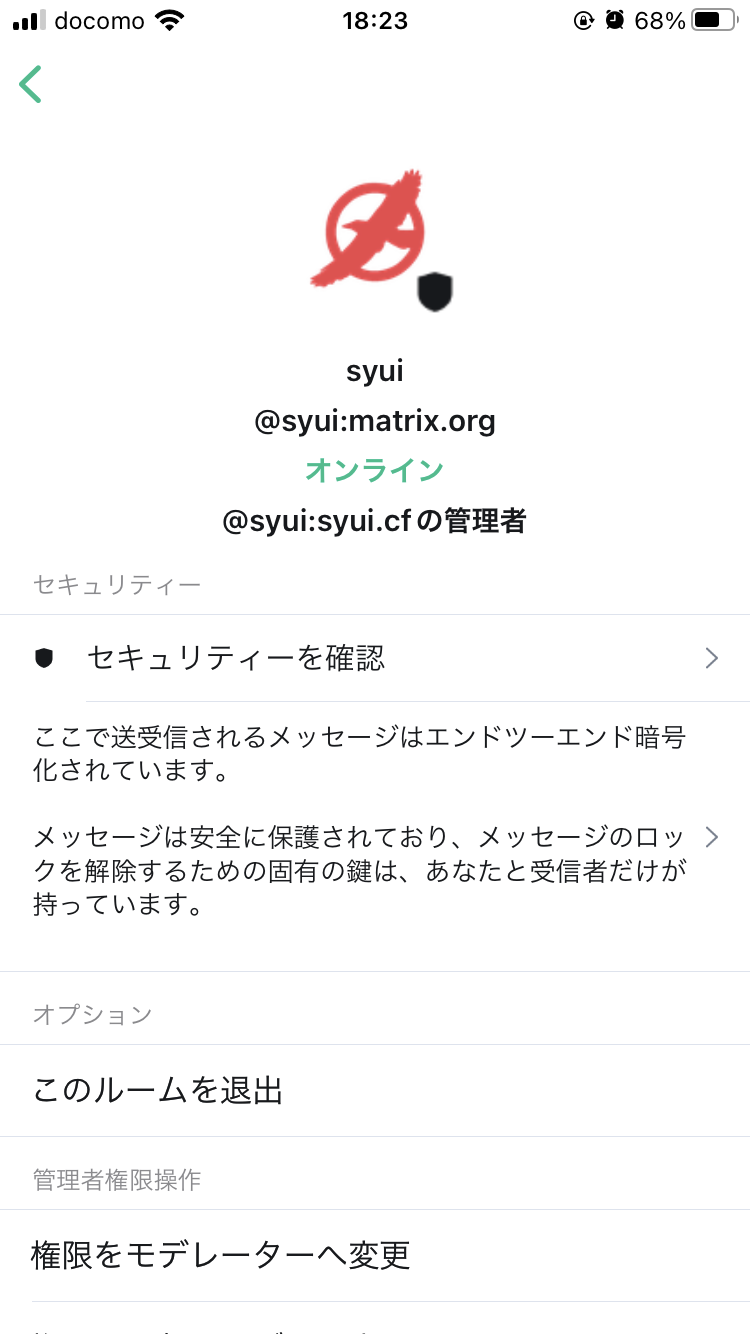 docomo 18:23 68%
syui
@syui:matrix.org
オンライン
@syui:syui.cfの管理者
セキュリティー
セキュリティーを確認
ここで送受信されるメッセージはエンドツーエンド暗号
化されています。
メッセージは安全に保護されており、メッセージのロッ
クを解除するための固有の鍵は、あなたと受信者だけが
持っています。
オプション
このルームを退出
管理者権限操作
権限をモデレーターへ変更